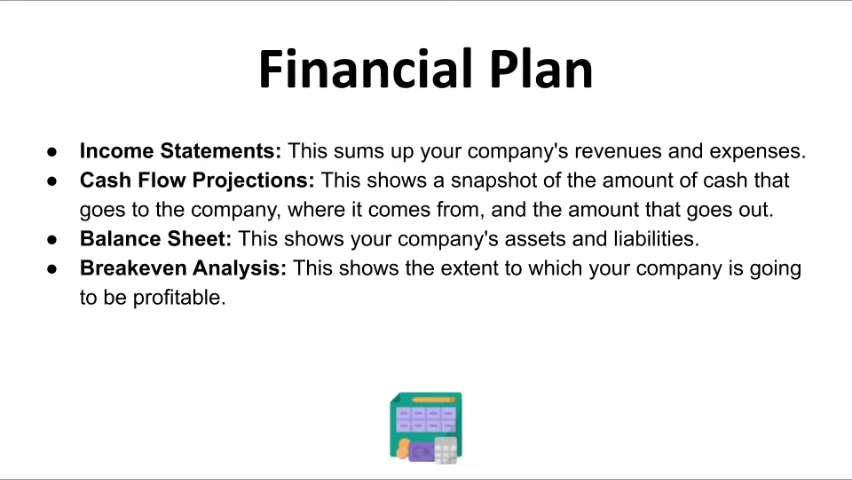 Financial Plan
● Income Statements: This sums up your company's revenues and expenses.
● Cash Flow Projections: This shows a snapshot of the amount of cash that
goes to the company, where it comes from, and the amount that goes out.
● Balance Sheet: This shows your company's assets and liabilities.
● Breakeven Analysis: This shows the extent to which your company is going
to be profitable.